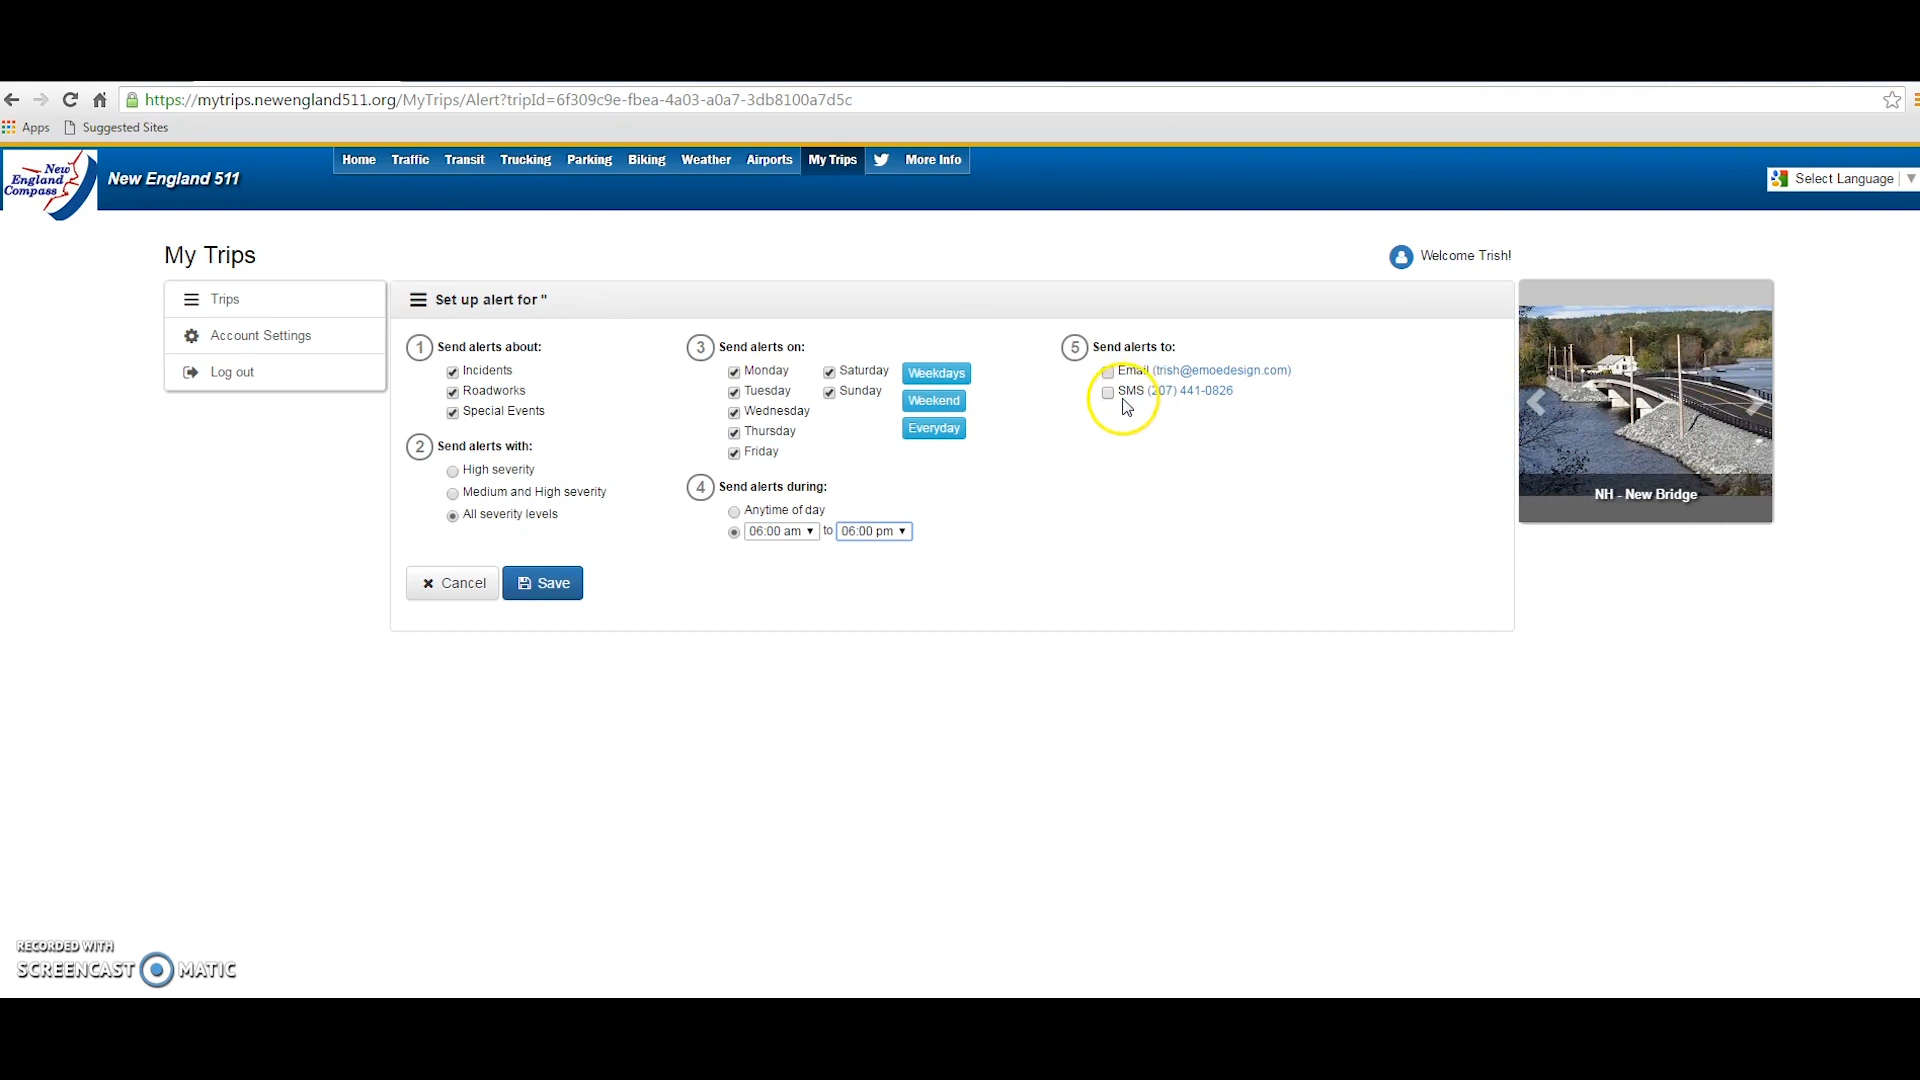 https://mytrips.newengland511.org/MyTrips/Alert?tripId=6f309c9e-fbea-4a03-a0a7-3db8100a7d5c
Apps Suggested Sites
New England Compass
New England 511
Home Traffic Transit Trucking Parking Biking Weather Airports My Trips More Info
Select Language
My Trips
Welcome Trish!
Trips
Account Settings
Log out
Set up alert for "
1 Send alerts about:
Incidents
Roadworks
Special Events
2 Send alerts with:
High severity
Medium and High severity
All severity levels
3 Send alerts on:
Monday
Tuesday
Wednesday
Thursday
Friday
Saturday
Sunday
Weekdays
Weekend
Everyday
4 Send alerts during:
Anytime of day
06:00 am to 06:00 pm
5 Send alerts to:
Email (trish@emoedesign.com)
SMS (207) 441-0826
Cancel Save
NH - New Bridge
RECORDED WITH
SCREENCAST MATIC